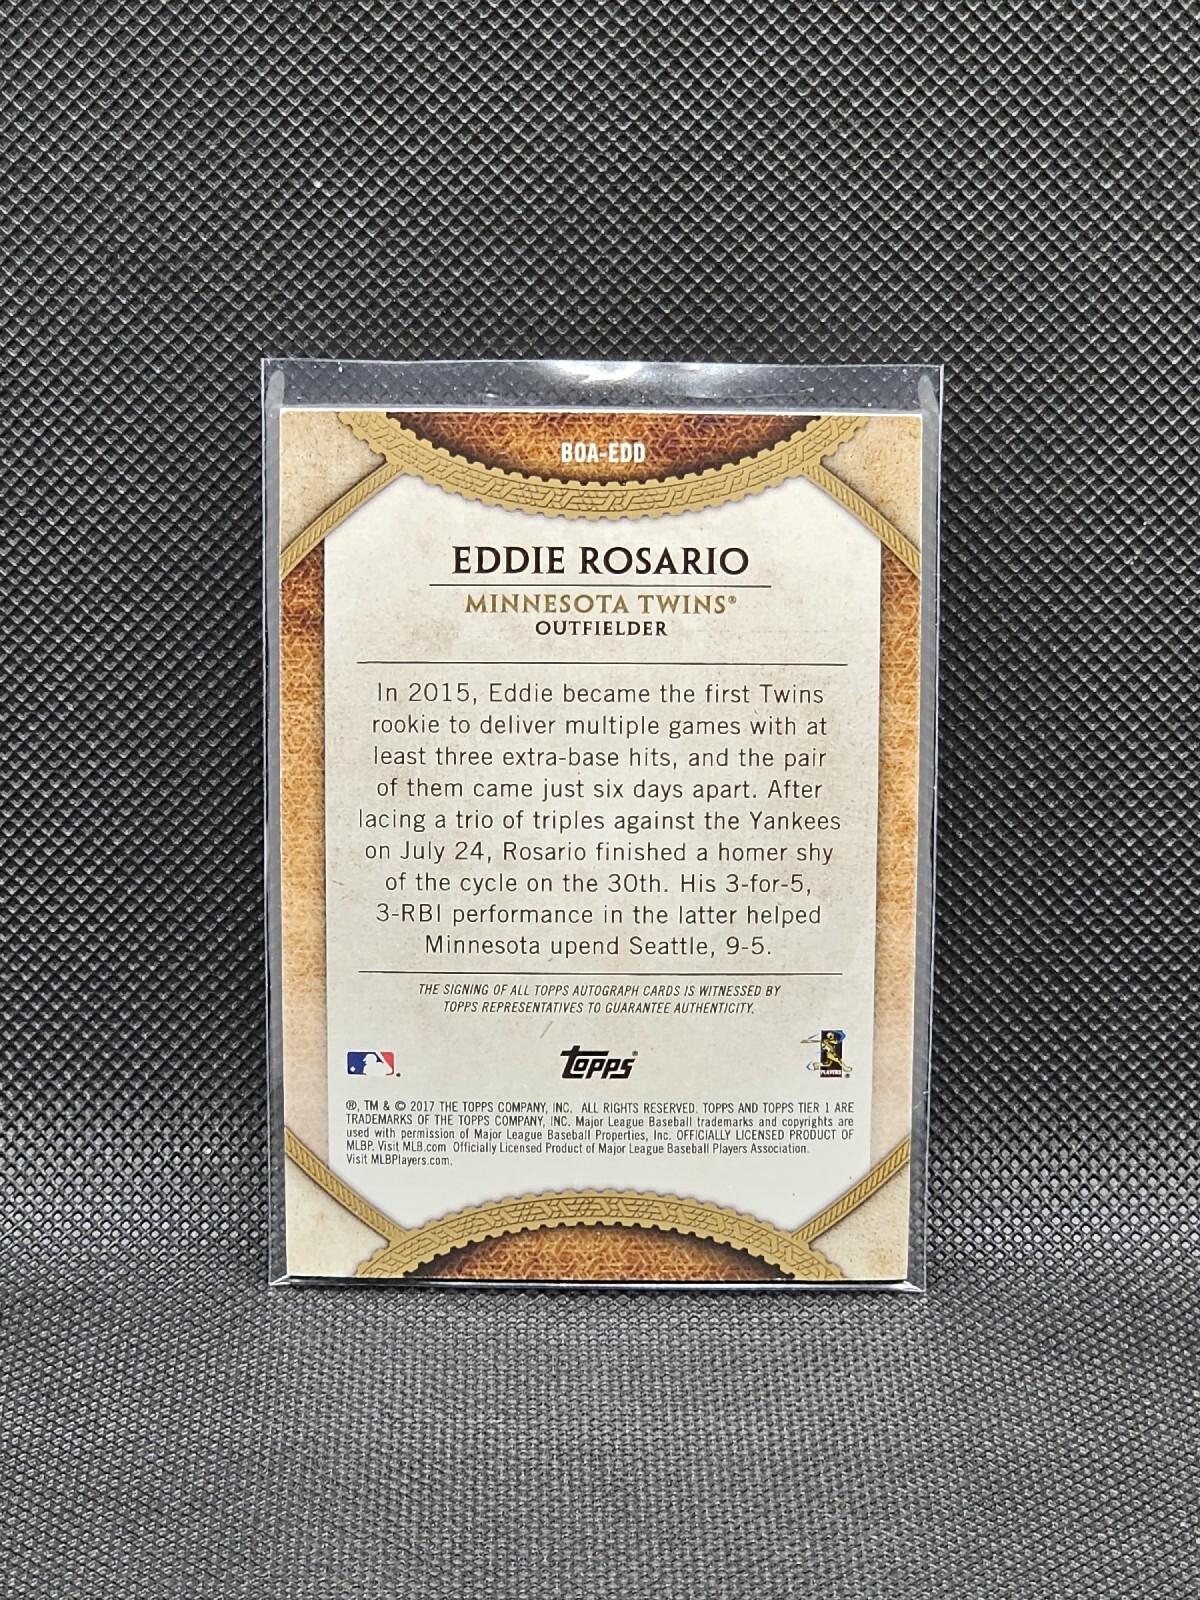 BOA-EDD
EDDIE ROSARIO
MINNESOTA TWINS®
OUTFIELDER
In 2015, Eddie became the first Twins
rookie to deliver multiple games with at
least three extra-base hits, and the pair
of them came just six days apart. After
lacing a trio of triples against the Yankees
on July 24, Rosario finished a homer shy
of the cycle on the 30th. His 3-for-5,
3-RBI performance in the latter helped
Minnesota upend Seattle, 9-5.
THE SIGNING OF ALL TOPPS AUTOGRAPH CARDS IS WITNESSED BY
TOPPS REPRESENTATIVES TO GUARANTEE AUTHENTICITY.
topps®
PLAYERS ®
®, TM & © 2017 THE TOPPS COMPANY, INC. ALL RIGHTS RESERVED. TOPPS AND TOPPS TIER 1 ARE
TRADEMARKS OF THE TOPPS COMPANY, INC. Major League Baseball trademarks and copyrights are
used with permission of Major League Baseball Properties, Inc. OFFICIALLY LICENSED PRODUCT OF
MLBP. Visit MLB.com Officially Licensed Product of Major League Baseball Players Association.
Visit MLBPlayers.com.